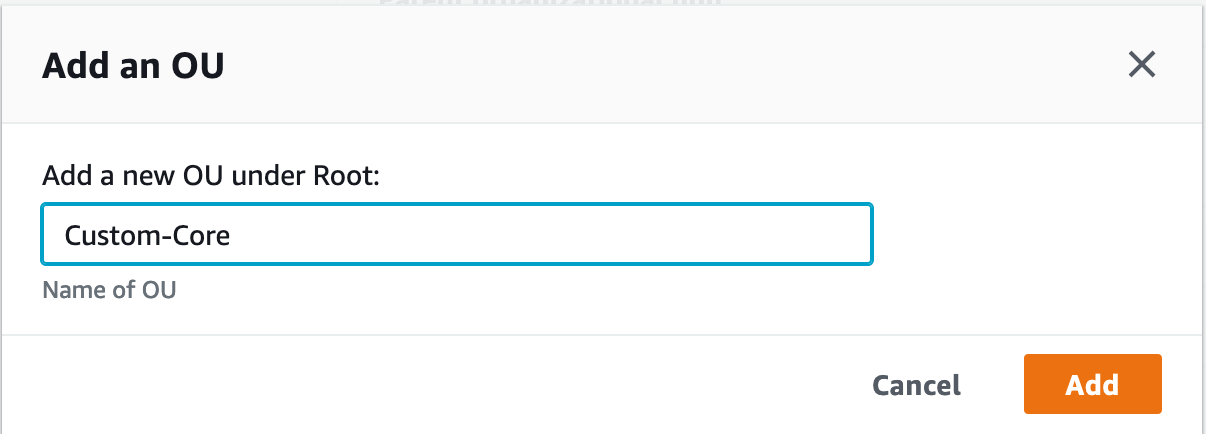 Add an OU
Add a new OU under Root:
Custom-Core
Name of OU
Cancel
Add